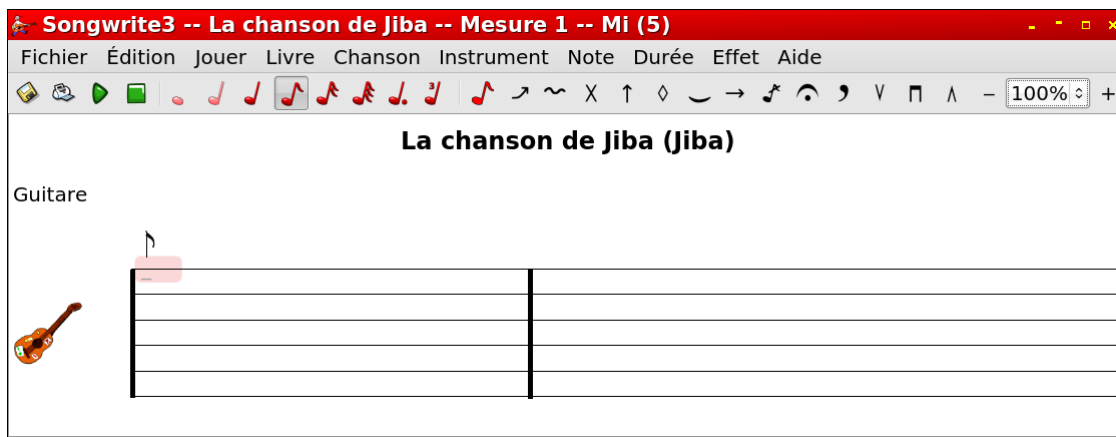 Songwrite3 -- La chanson de Jiba -- Mesure 1 -- Mi (5)
Fichier Édition Jouer Livre Chanson Instrument Note Durée Effet Aide
100%
La chanson de Jiba (Jiba)
Guitare